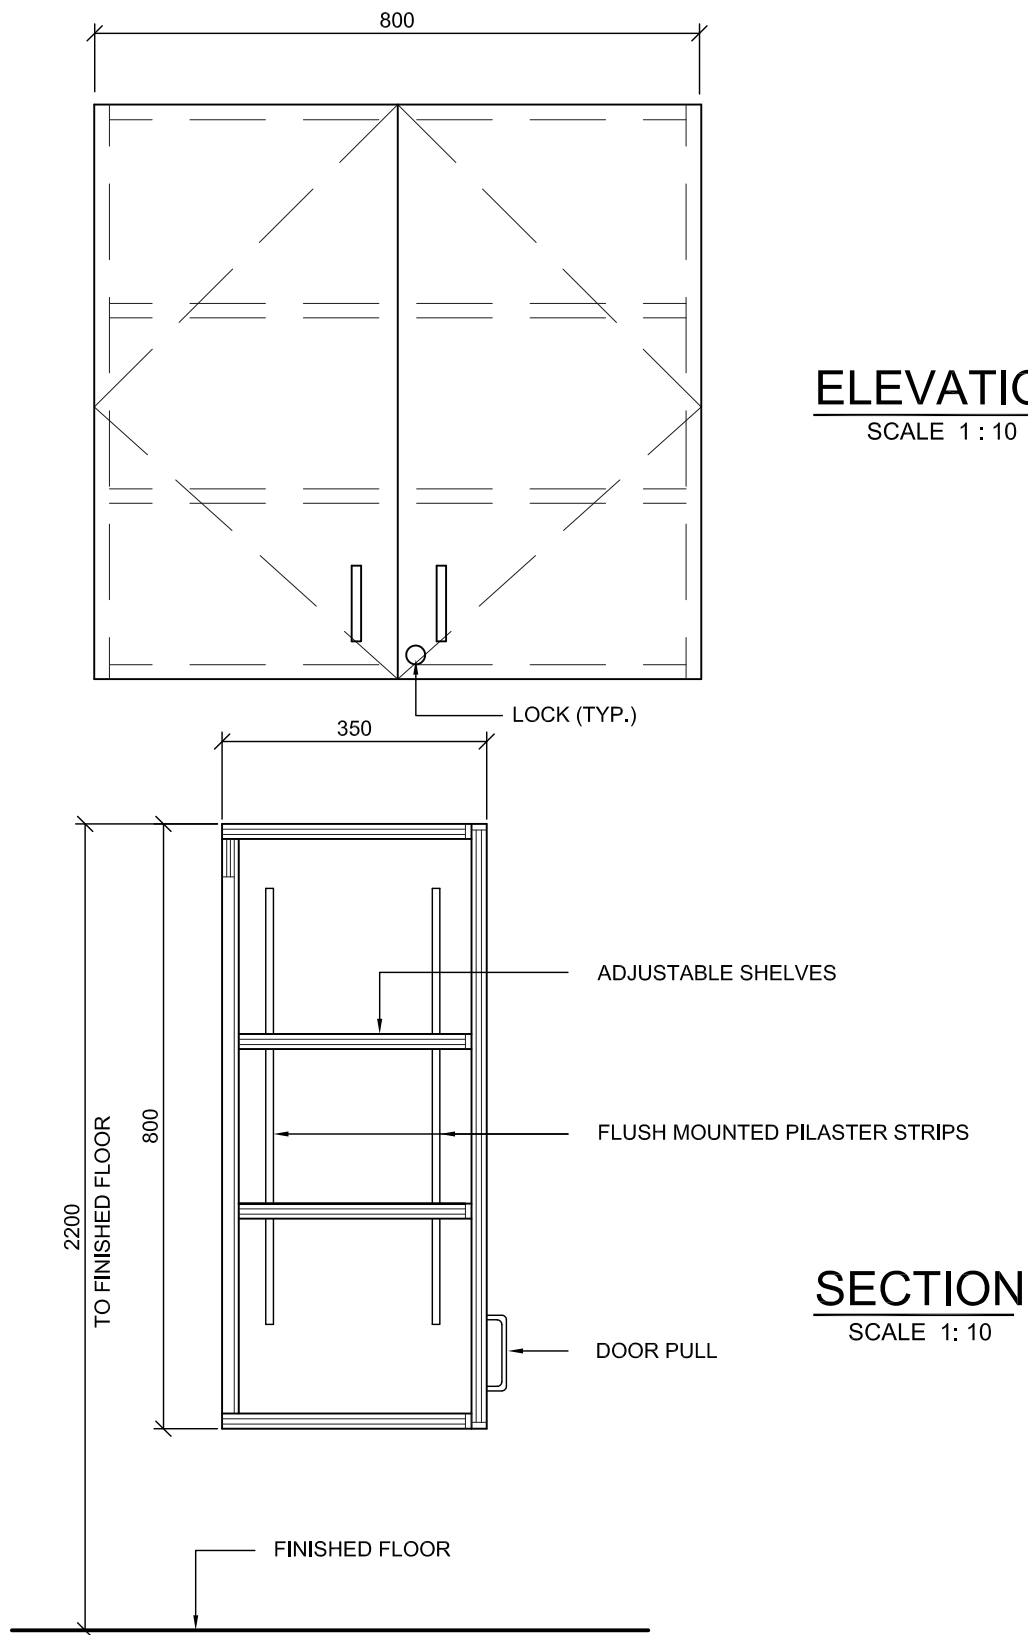 800
ELEVATIO
SCALE 1 : 10
LOCK (TYP.)
350
ADJUSTABLE SHELVES
800
FLUSH MOUNTED PILASTER STRIPS
2200
TO FINISHED FLOOR
SECTION
SCALE 1: 10
DOOR PULL
FINISHED FLOOR